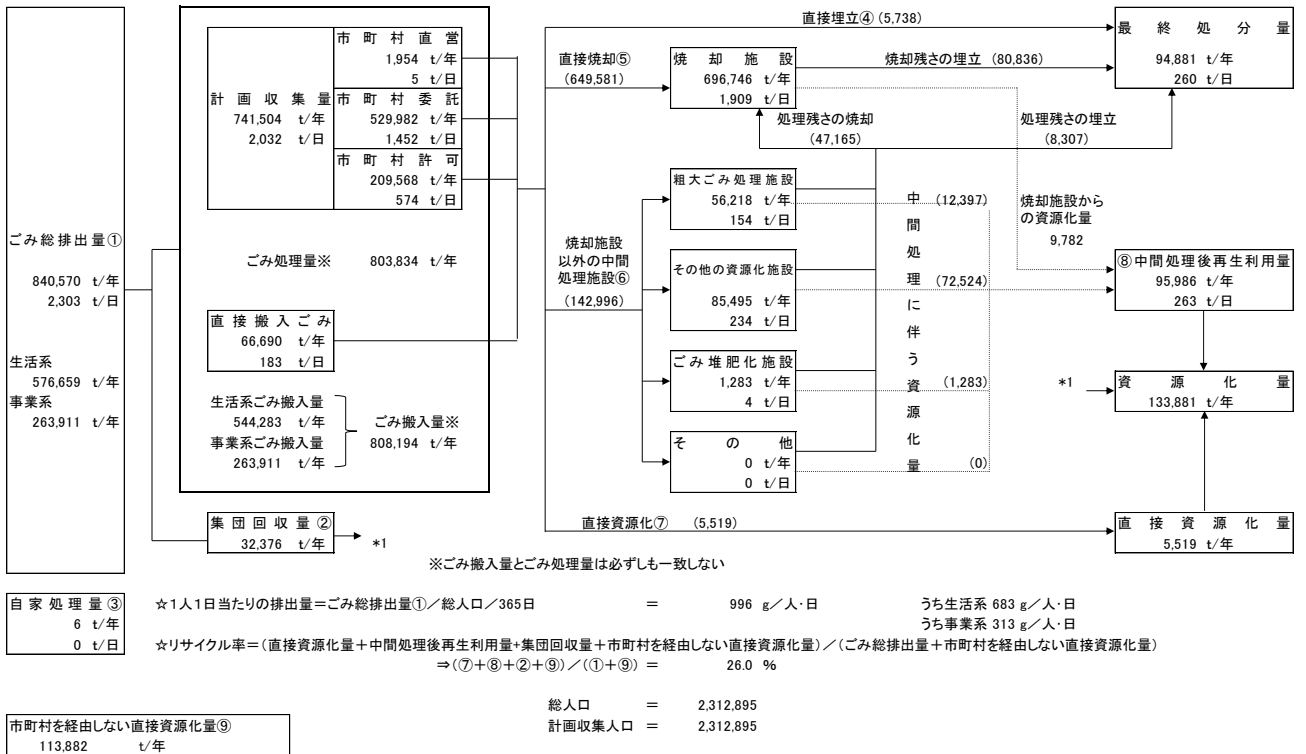 ごみ総排出量①
840,570 t/年
2,303 t/日
生活系
576,659 t/年
事業系
263,911 t/年
計画収集量
741,504 t/年
2,032 t/日
市町村直営
1,954 t/年
5 t/日
市町村委託
529,982 t/年
1,452 t/日
市町村許可
209,568 t/年
574 t/日
ごみ処理量※ 803,834 t/年
直接搬入ごみ
66,690 t/年
183 t/日
生活系ごみ搬入量
544,283 t/年
事業系ごみ搬入量
263,911 t/年
ごみ搬入量※
808,194 t/年
集団回収量②
32,376 t/年
*1
直接埋立④ (5,738)
直接焼却⑤
(649,581)
焼却施設
696,746 t/年
1,909 t/日
焼却残さの埋立 (80,836)
最終処分量
94,881 t/年
260 t/日
処理残さの焼却
(47,165)
処理残さの埋立
(8,307)
焼却施設
以外の中間
処理施設⑥
(142,996)
粗大ごみ処理施設
56,218 t/年
154 t/日
その他の資源化施設
85,495 t/年
234 t/日
ごみ堆肥化施設
1,283 t/年
4 t/日
その他
0 t/年
0 t/日
中間処理に伴う資源化量
(12,397)
(72,524)
(1,283)
(0)
焼却施設から
の資源化量
9,782
⑧中間処理後再生利用量
95,986 t/年
263 t/日
*1
資源化量
133,881 t/年
直接資源化⑦ (5,519)
直接資源化量
5,519 t/年
※ごみ搬入量とごみ処理量は必ずしも一致しない
自家処理量③
6 t/年
0 t/日
☆1人1日当たりの排出量=ごみ総排出量①/総人口/365日 = 996 g/人・日 うち生活系 683 g/人・日
うち事業系 313 g/人・日
☆リサイクル率=(直接資源化量+中間処理後再生利用量+集団回収量+市町村を経由しない直接資源化量)/(ごみ総排出量+市町村を経由しない直接資源化量)
⇒(⑦+⑧+②+⑨)/(①+⑨) = 26.0 %
総人口 = 2,312,895
計画収集人口 = 2,312,895
市町村を経由しない直接資源化量⑨
113,882 t/年